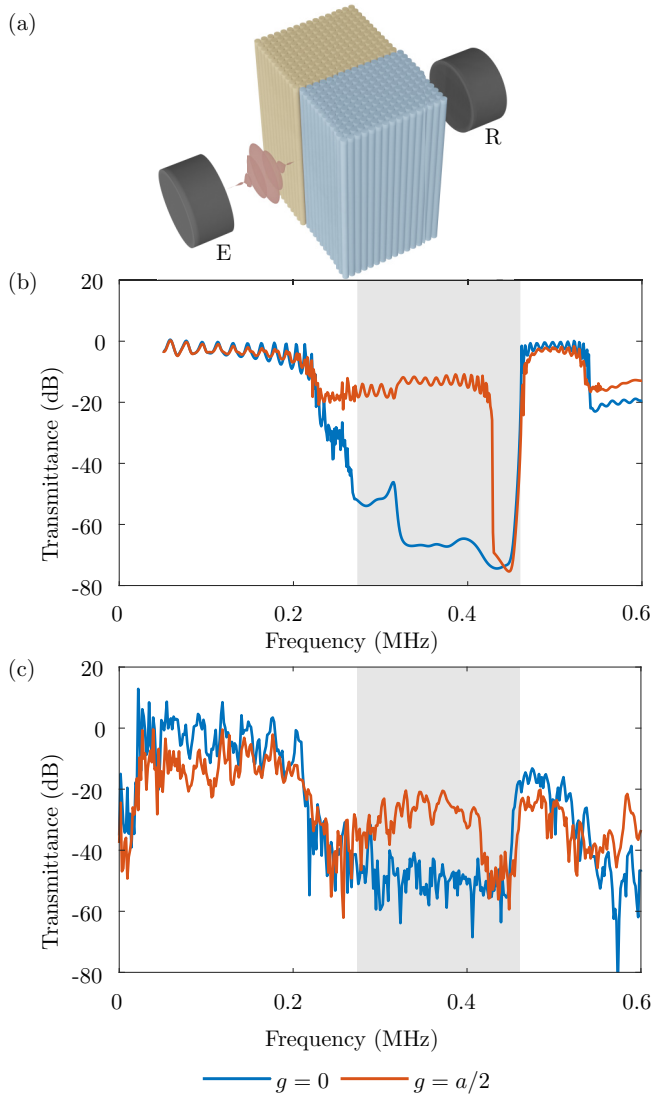 (a)
R
E
(b)
20
0
-20
-40
-60
-80
Transmittance (dB)
0 0.2 0.4 0.6
Frequency (MHz)
(c)
20
0
-20
-40
-60
-80
Transmittance (dB)
0 0.2 0.4 0.6
Frequency (MHz)
g = 0 g = a/2